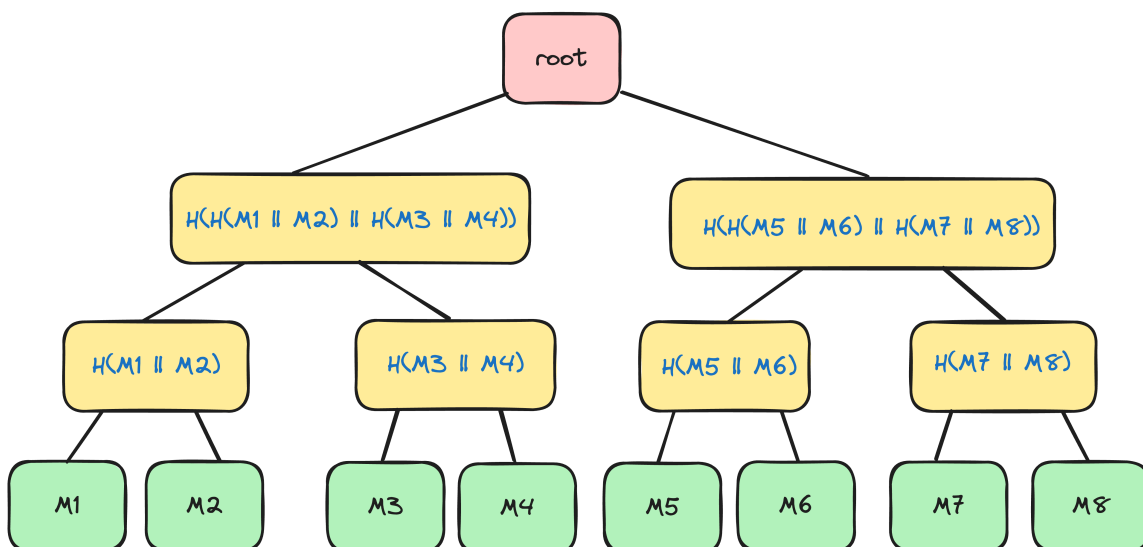 root
H(H(M1 || M2) || H(M3 || M4))
H(H(M5 || M6) || H(M7 || M8))
H(M1 || M2)
H(M3 || M4)
H(M5 || M6)
H(M7 || M8)
M1
M2
M3
M4
M5
M6
M7
M8